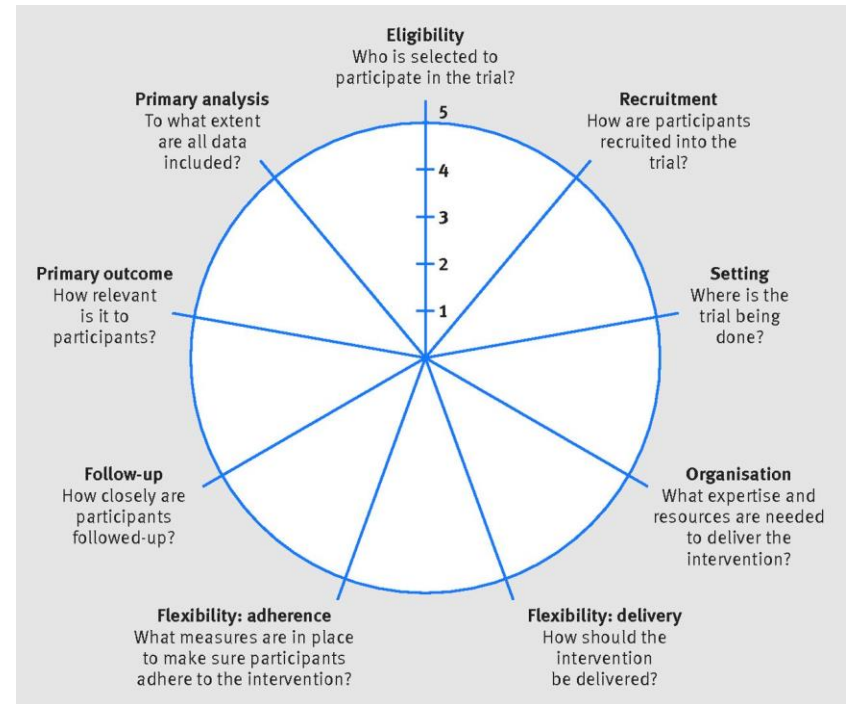 Eligibility
Who is selected to
participate in the trial?
Primary analysis
To what extent
are all data
included?
Recruitment
How are participants
recruited into the
trial?
5
4
3
2
1
Primary outcome
How relevant
is it to
participants?
Setting
Where is the
trial being
done?
Follow-up
How closely are
participants
followed-up?
Organisation
What expertise and
resources are needed
to deliver the
intervention?
Flexibility: adherence
What measures are in place
to make sure participants
adhere to the intervention?
Flexibility: delivery
How should the
intervention
be delivered?